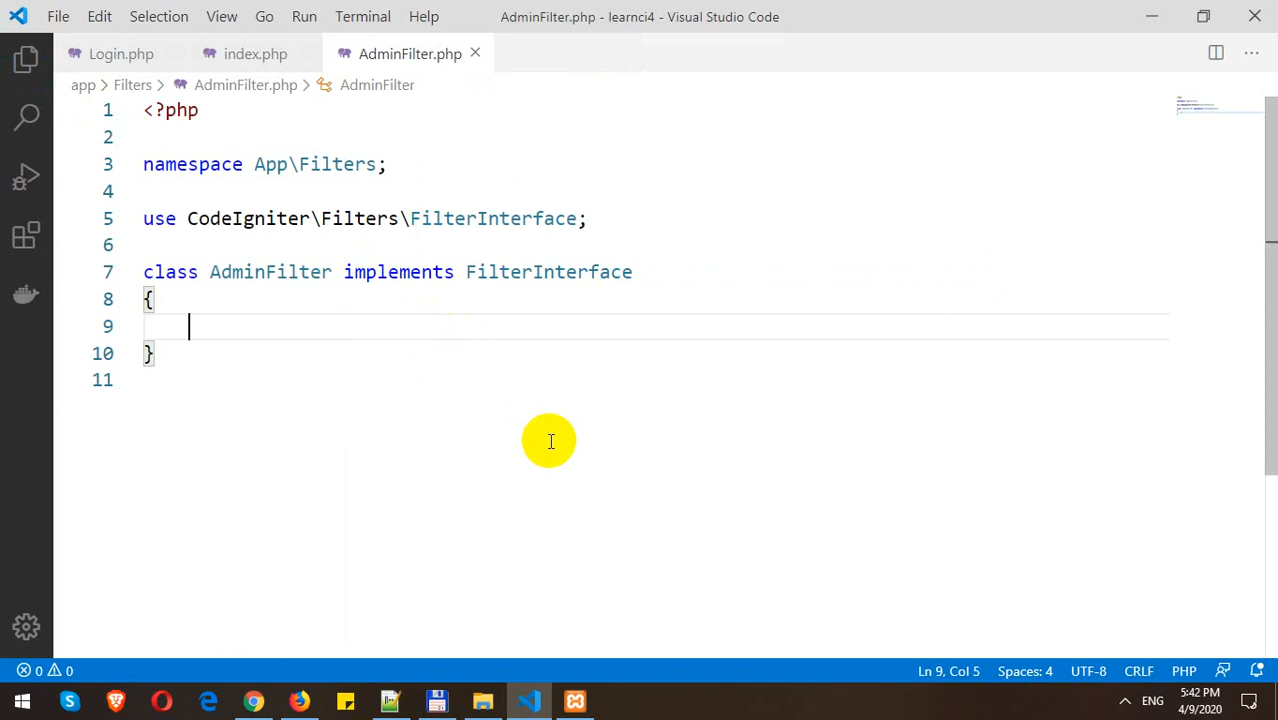 File Edit Selection View Go Run Terminal Help AdminFilter.php - learnci4 - Visual Studio Code
Login.php index.php AdminFilter.php
app > Filters > AdminFilter.php > AdminFilter
1 <?php
2
3 namespace App\Filters;
4
5 use CodeIgniter\Filters\FilterInterface;
6
7 class AdminFilter implements FilterInterface
8 {
9
10 }
11
0 0 Ln 9, Col 5 Spaces: 4 UTF-8 CRLF PHP
ENG 5:42 PM
4/9/2020